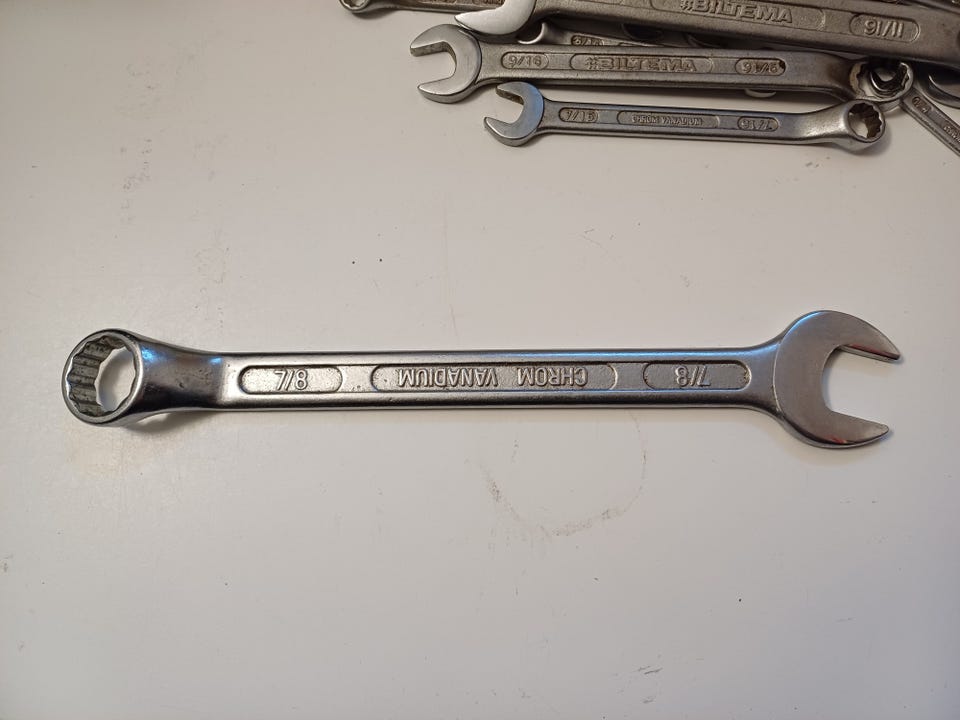 #BILTEMA 11/16
9/16 #BILTEMA 9/16
7/16 CHROM VANADIUM 7/16
7/8 CHROM VANADIUM 7/8